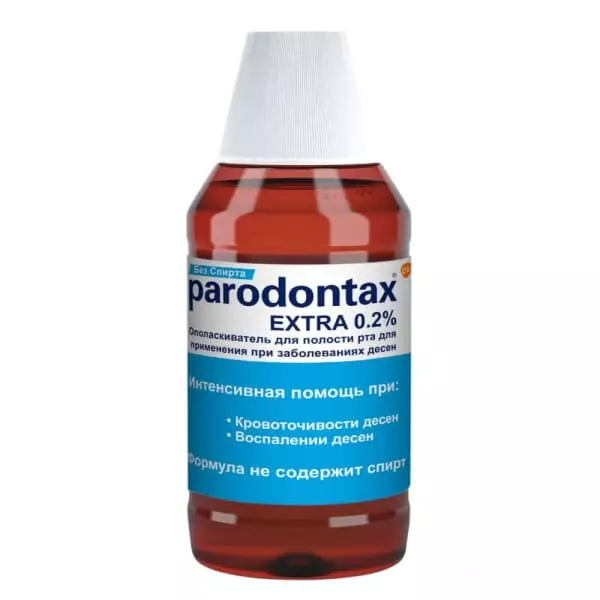 Без Спирта
parodontax®
EXTRA 0.2%
Ополаскиватель для полости рта для
применения при заболеваниях десен
Интенсивная помощь при:
• Кровоточивости десен
• Воспалении десен
Формула не содержит спирт